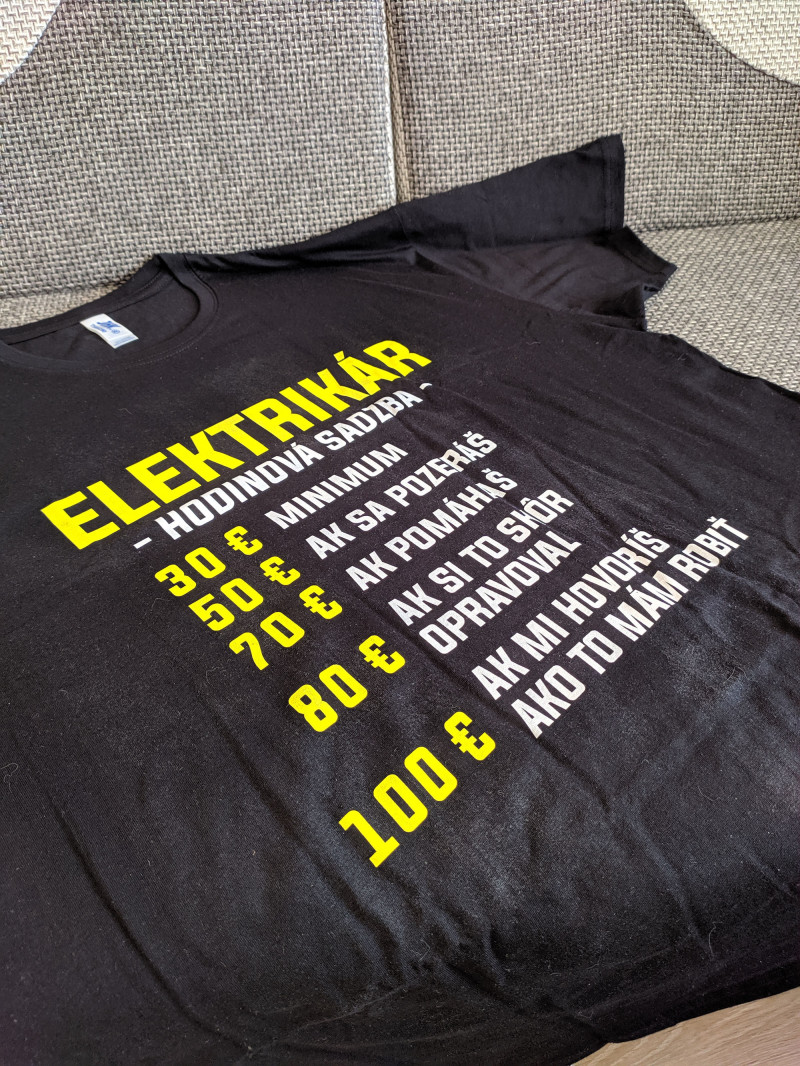 ELEKTRIKÁR
- HODINOVÁ SADZBA -
30 € MINIMUM
50 € AK SA POZERÁŠ
70 € AK POMÁHAŠ
80 € AK SI TO SKÔR
OPRAVOVAL
100 € AK MI HOVORÍŠ
AKO TO MÁM ROBIŤ